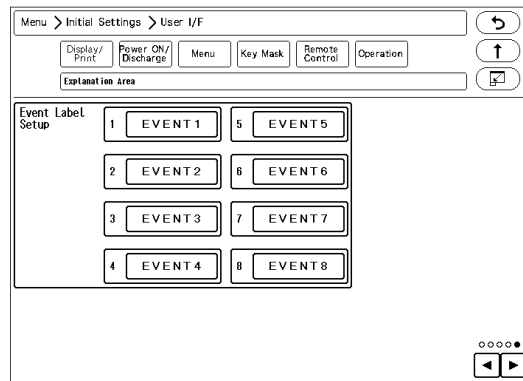 Menu > Initial Settings > User I/F
Display/
Print
Power ON/
Discharge
Menu
Key Mask
Remote
Control
Operation
Explanation Area
Event Label
Setup
1 EVENT1
5 EVENT5
2 EVENT2
6 EVENT6
3 EVENT3
7 EVENT7
4 EVENT4
8 EVENT8